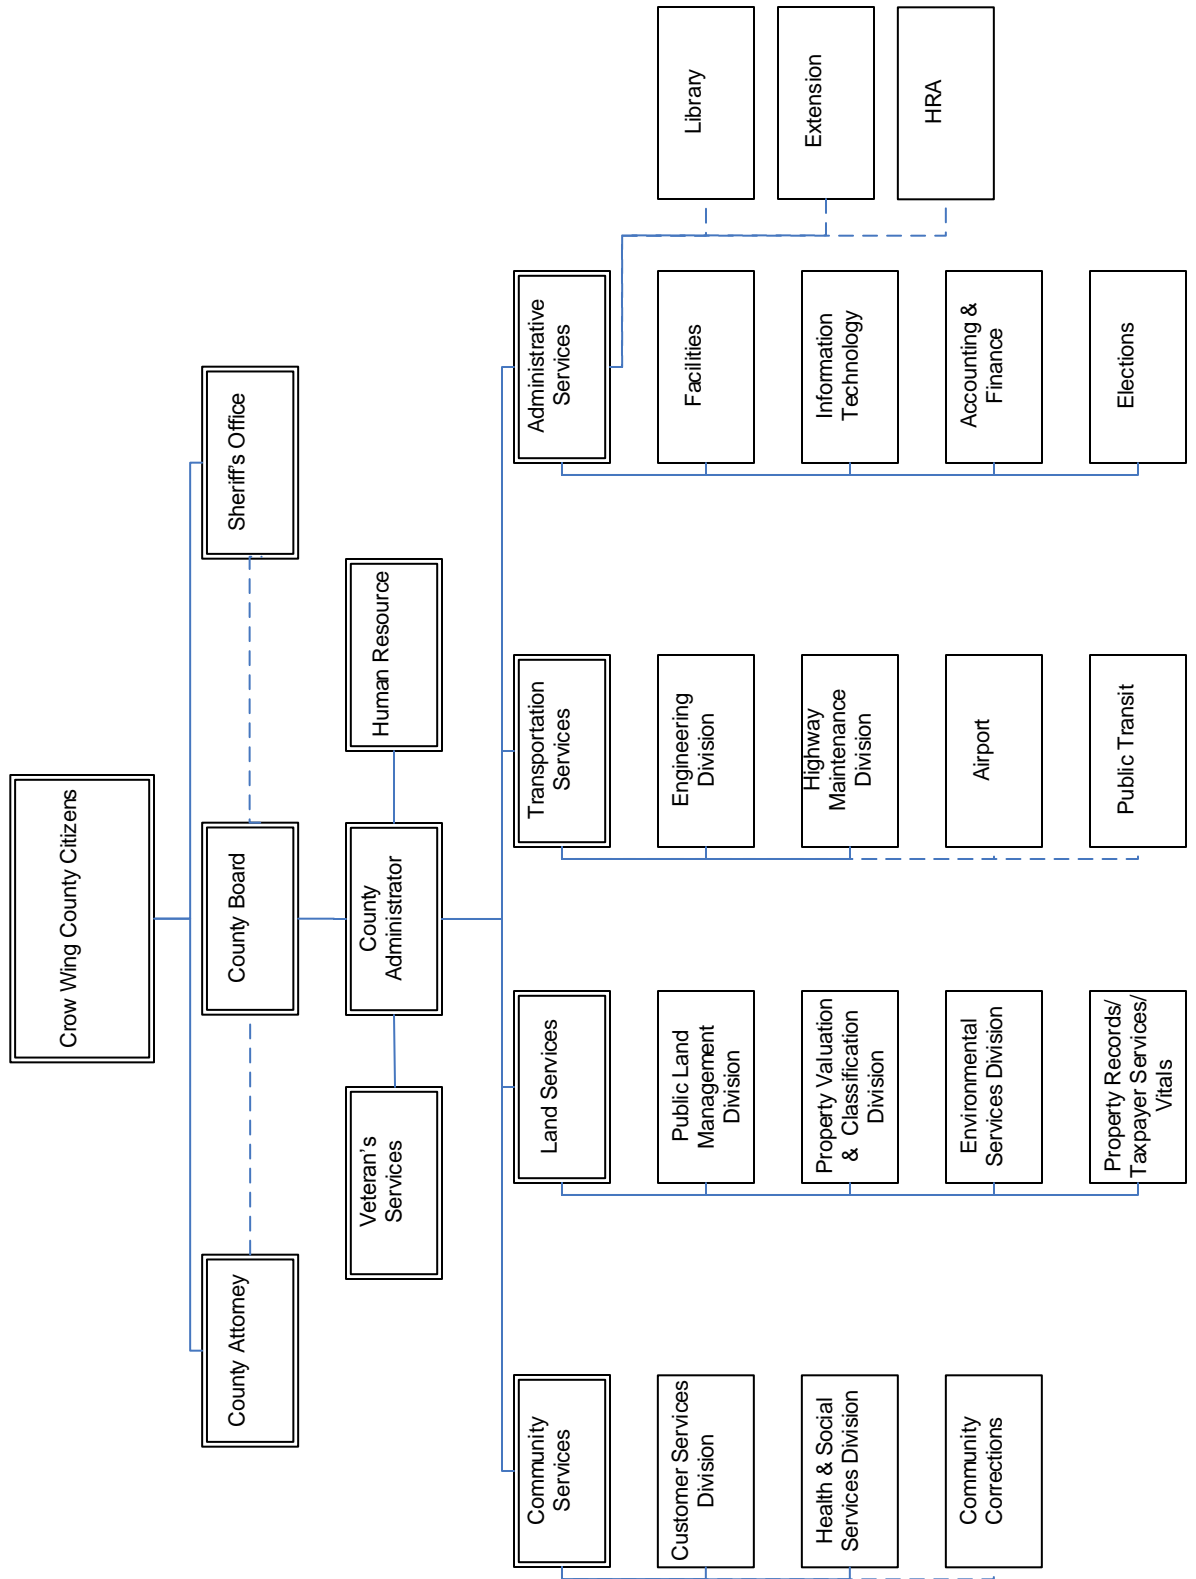 Crow Wing County Citizens
County Attorney
County Board
Sheriff's Office
Veteran's
Services
County
Administrator
Human Resource
Community
Services
Land Services
Transportation
Services
Administrative
Services
Customer Services
Division
Health & Social
Services Division
Community
Corrections
Public Land
Management
Division
Property Valuation
& Classification
Division
Environmental
Services Division
Property Records/
Taxpayer Services/
Vitals
Engineering
Division
Highway
Maintenance
Division
Airport
Public Transit
Facilities
Information
Technology
Accounting &
Finance
Elections
Library
Extension
HRA